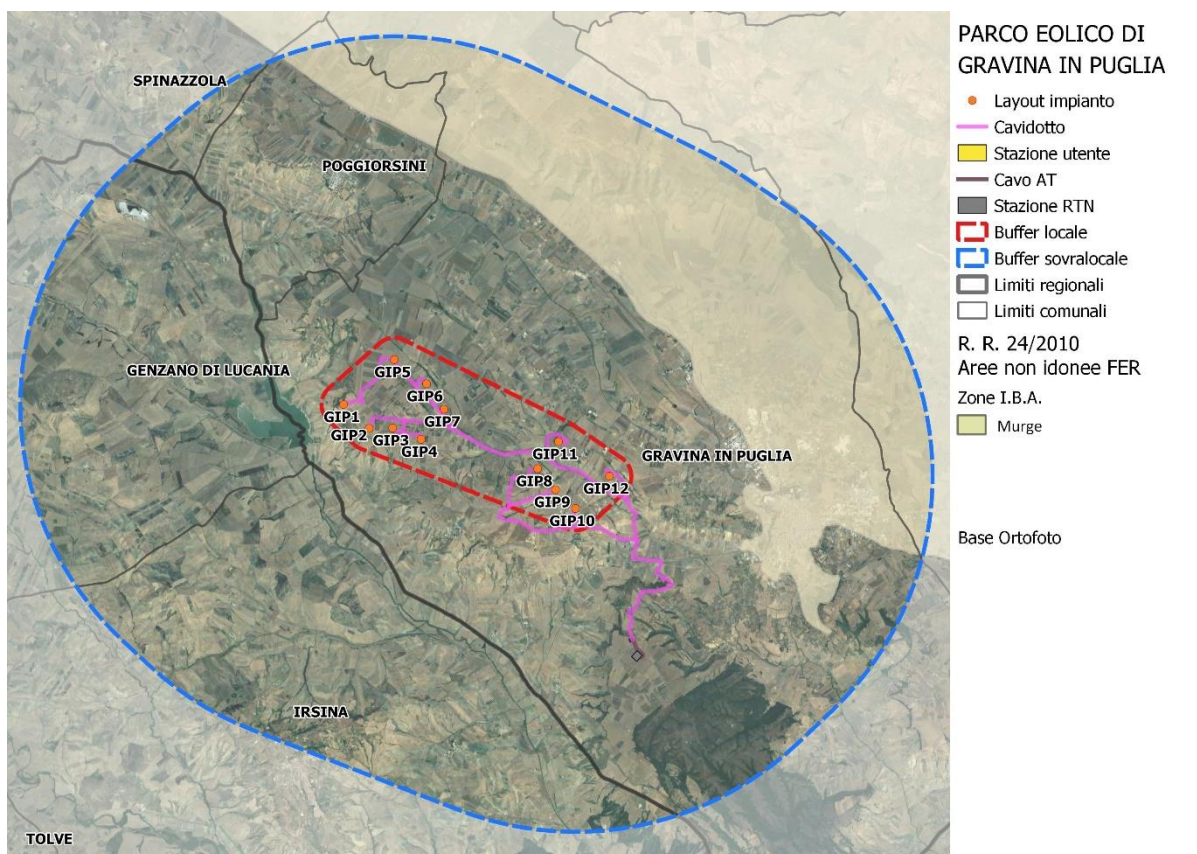 SPINAZZOLA
POGGIORSINI
GENZANO DI LUCANIA
GIP5
GIP6
GIP1
GIP7
GIP2
GIP3
GIP4
GIP11
GRAVINA IN PUGLIA
GIP8
GIP12
GIP9
GIP10
IRSINA
TOLVE
PARCO EOLICO DI
GRAVINA IN PUGLIA
Layout impianto
Cavidotto
Stazione utente
Cavo AT
Stazione RTN
Buffer locale
Buffer sovralocale
Limiti regionali
Limiti comunali
R. R. 24/2010
Aree non idonee FER
Zone I.B.A.
Murge
Base Ortofoto